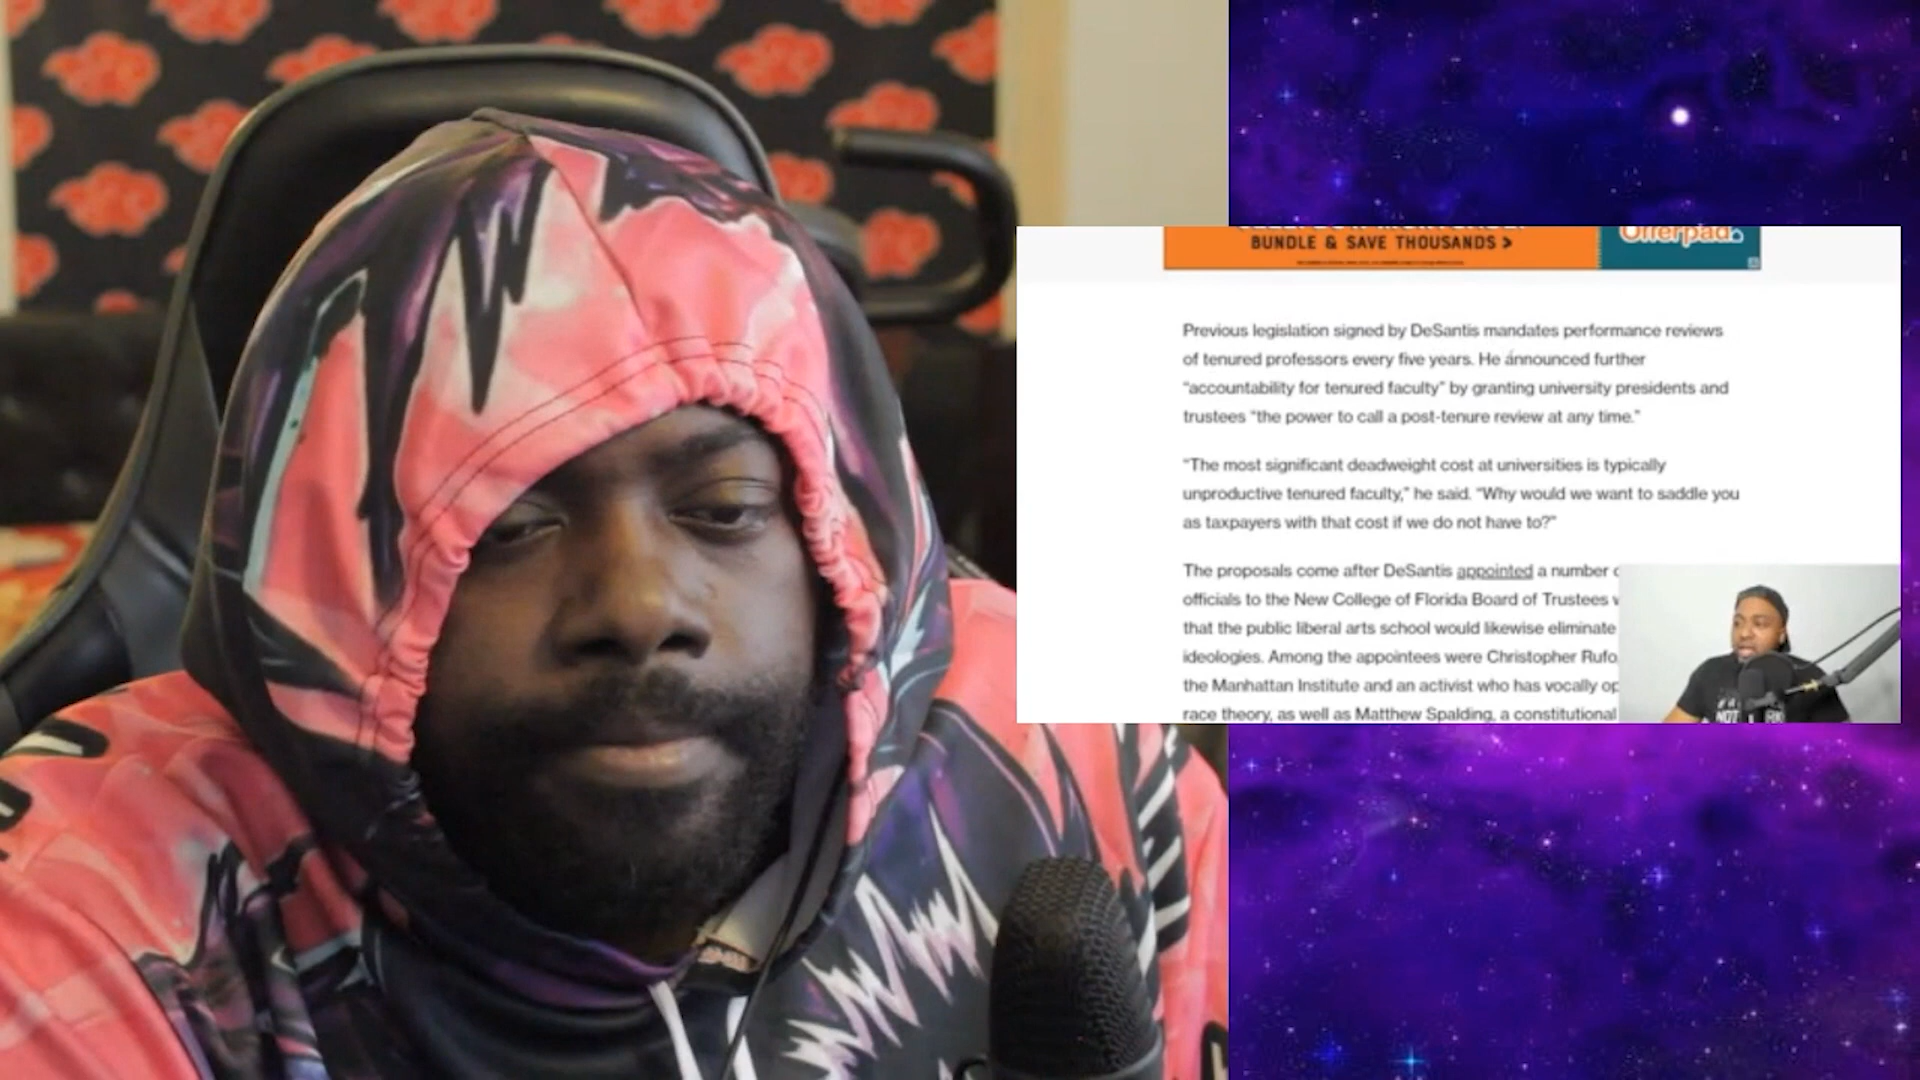 BUNDLE & SAVE THOUSANDS >
Offerpad
Previous legislation signed by DeSantis mandates performance reviews
of tenured professors every five years. He announced further
“accountability for tenured faculty” by granting university presidents and
trustees “the power to call a post-tenure review at any time.”
“The most significant deadweight cost at universities is typically
unproductive tenured faculty,” he said. “Why would we want to saddle you
as taxpayers with that cost if we do not have to?”
The proposals come after DeSantis appointed a number
officials to the New College of Florida Board of Trustees
that the public liberal arts school would likewise eliminate
ideologies. Among the appointees were Christopher Rufo
the Manhattan Institute and an activist who has vocally op
race theory, as well as Matthew Spalding, a constitutional
NOT